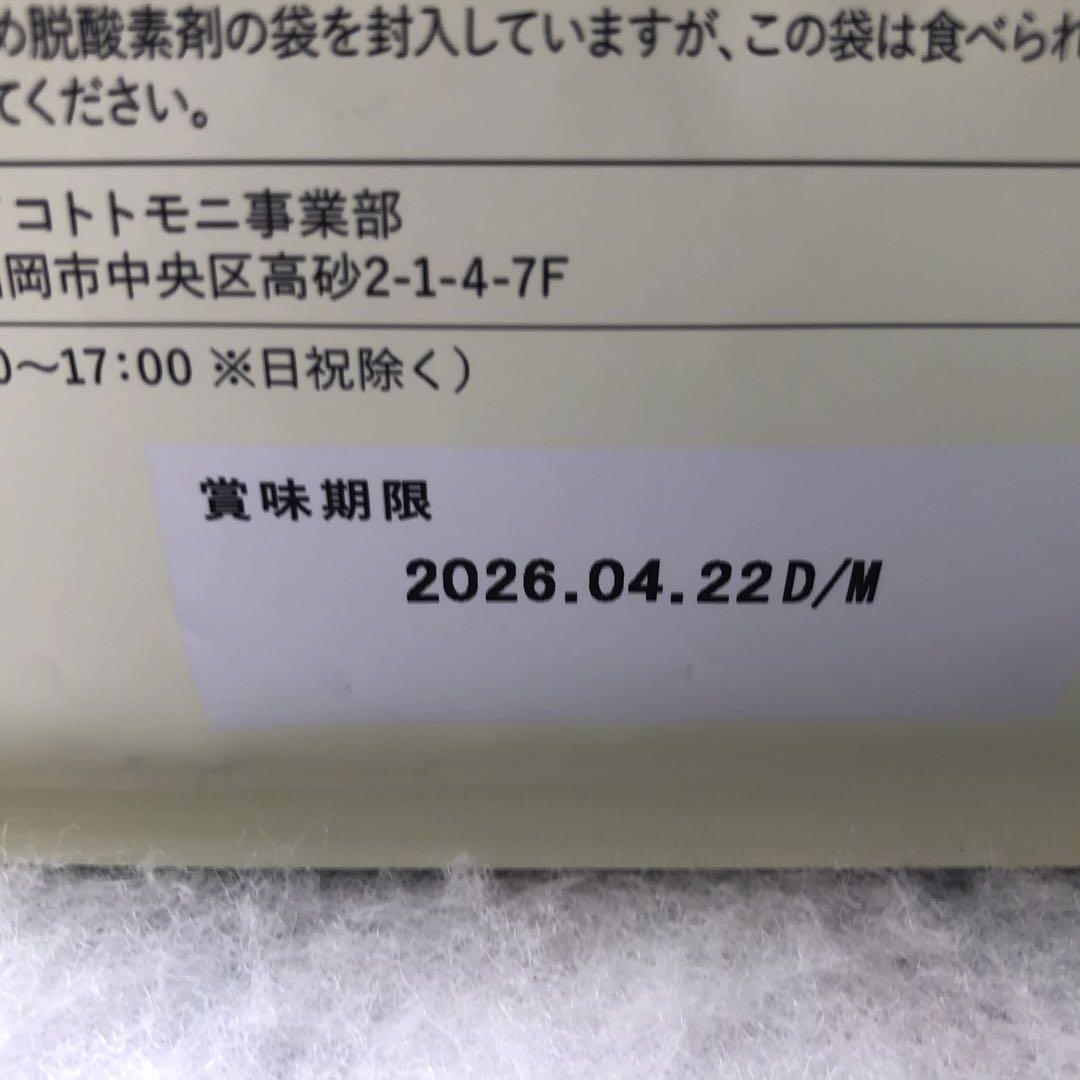 め脱酸素剤の袋を封入していますが、この袋は食べられ
てください。
コトトモニ事業部
岡市中央区高砂2-1-4-7F
0〜17:00 ※日祝除く）
賞味期限
2026.04.22D/M